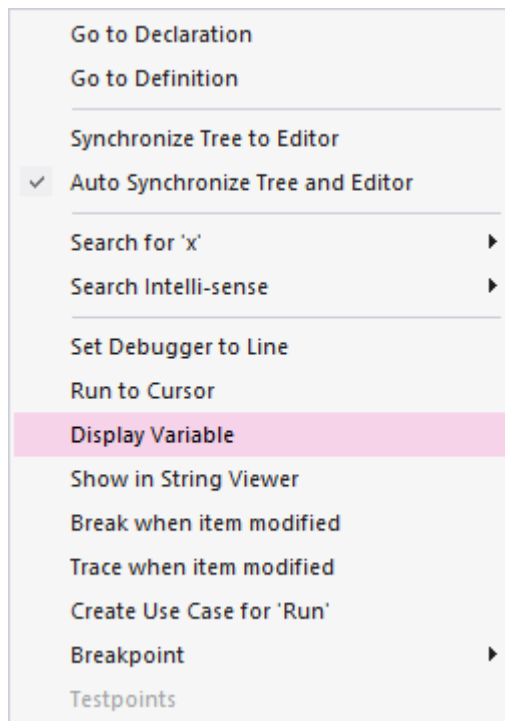 Go to Declaration
Go to Definition
Synchronize Tree to Editor
Auto Synchronize Tree and Editor
Search for 'x'
Search Intelli-sense
Set Debugger to Line
Run to Cursor
Display Variable
Show in String Viewer
Break when item modified
Trace when item modified
Create Use Case for 'Run'
Breakpoint
Testpoints